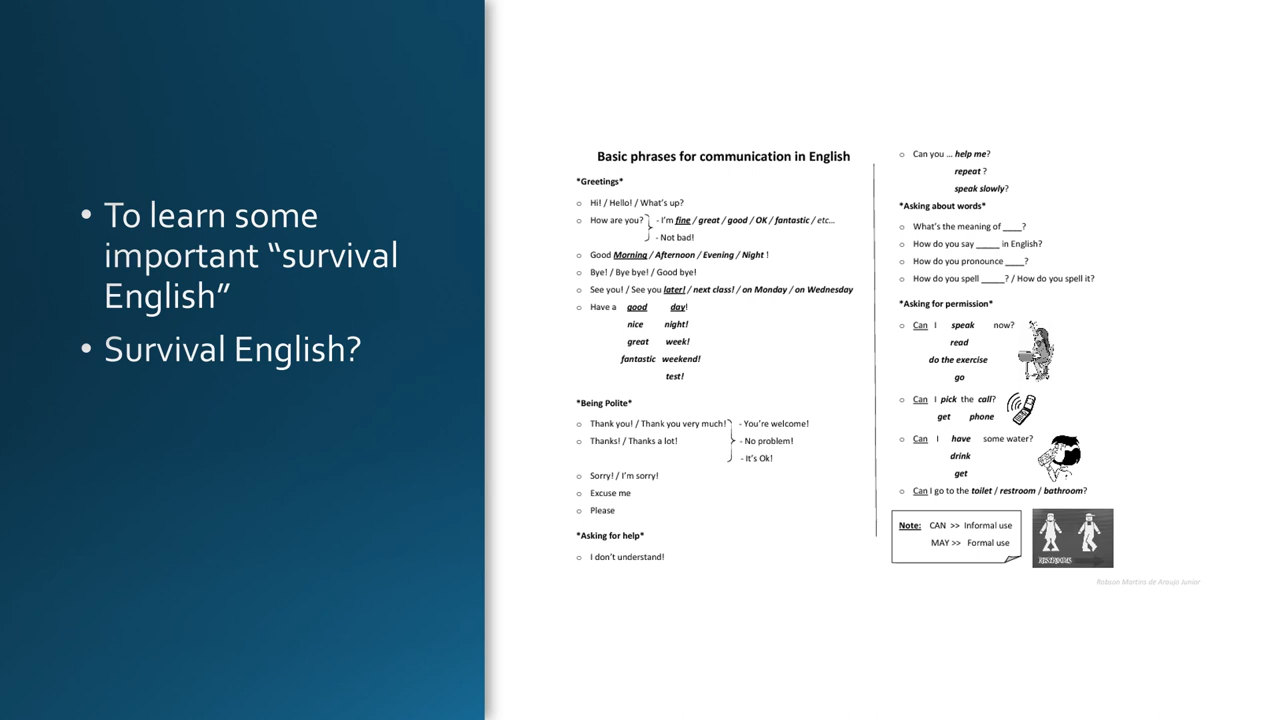 • To learn some
important “survival
English”
• Survival English?
Basic phrases for communication in English
*Greetings*
o Hi! / Hello! / What's up?
o How are you? - I'm fine / great / good / OK / fantastic / etc...
- Not bad!
o Good Morning / Afternoon / Evening / Night !
o Bye! / Bye bye! / Good bye!
o See you! / See you later! / next class! / on Monday / on Wednesday
o Have a good day!
nice night!
great week!
fantastic weekend!
test!
*Being Polite*
o Thank you! / Thank you very much! - You're welcome!
o Thanks! / Thanks a lot! - No problem!
- It's Ok!
o Sorry! / I'm sorry!
o Excuse me
o Please
*Asking for help*
o I don't understand!
o Can you ... help me?
repeat ?
speak slowly?
*Asking about words*
o What's the meaning of ____?
o How do you say _____ in English?
o How do you pronounce ____?
o How do you spell _____? / How do you spell it?
*Asking for permission*
o Can I speak now?
read
do the exercise
go
o Can I pick the call?
get phone
o Can I have some water?
drink
get
o Can I go to the toilet / restroom / bathroom?
Note: CAN >> Informal use
MAY >> Formal use
RESTROOMS
Robson Martins de Araujo Junior